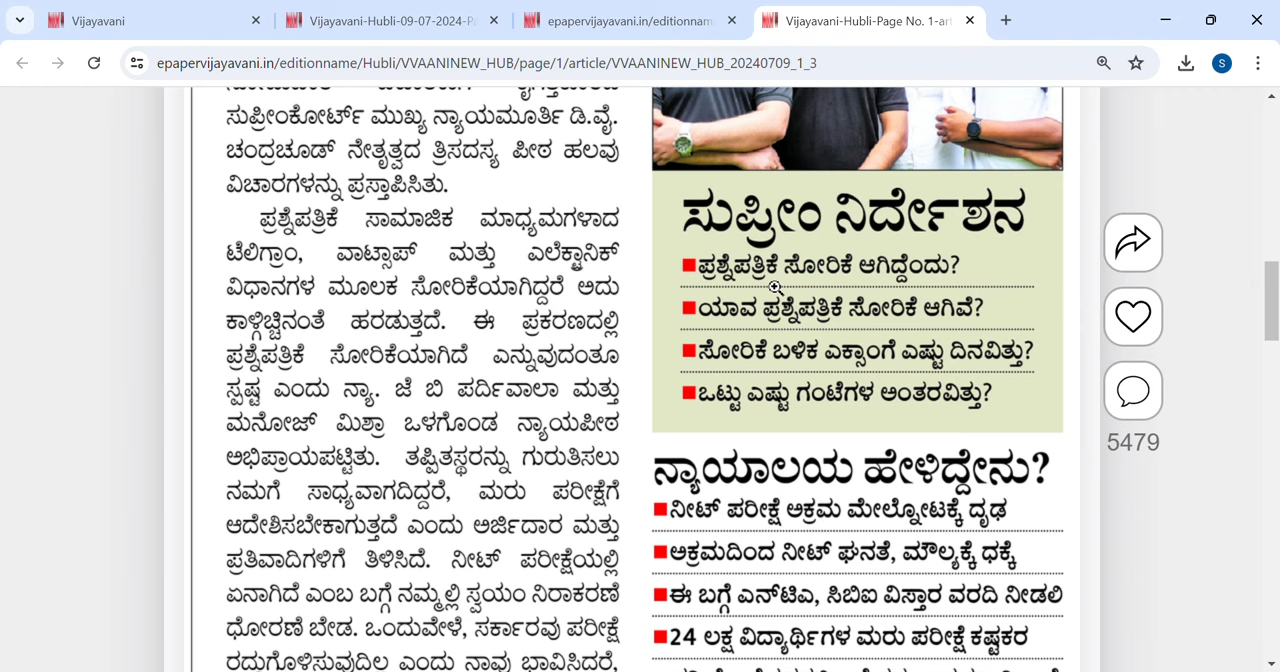 Vijayavani
Vijayavani-Hubli-09-07-2024-Pa
epapervijayavani.in/editionnam
Vijayavani-Hubli-Page No. 1-art
epapervijayavani.in/editionname/Hubli/VVAANINEW_HUB/page/1/article/VVAANINEW_HUB_20240709_1_3
S
ಸುಪ್ರೀಂಕೋರ್ಟ್ ಮುಖ್ಯ ನ್ಯಾಯಮೂರ್ತಿ ಡಿ.ವೈ.
ಚಂದ್ರಚೂಡ್ ನೇತೃತ್ವದ ತ್ರಿಸದಸ್ಯ ಪೀಠ ಹಲವು
ವಿಚಾರಗಳನ್ನು ಪ್ರಸ್ತಾಪಿಸಿತು.
ಪ್ರಶ್ನೆಪತ್ರಿಕೆ ಸಾಮಾಜಿಕ ಮಾಧ್ಯಮಗಳಾದ
ಟೆಲಿಗ್ರಾಂ, ವಾಟ್ಸಾಪ್ ಮತ್ತು ಎಲೆಕ್ಟ್ರಾನಿಕ್
ವಿಧಾನಗಳ ಮೂಲಕ ಸೋರಿಕೆಯಾಗಿದ್ದರೆ ಅದು
ಕಾಳ್ಗಿಚ್ಚಿನಂತೆ ಹರಡುತ್ತದೆ. ಈ ಪ್ರಕರಣದಲ್ಲಿ
ಪ್ರಶ್ನೆಪತ್ರಿಕೆ ಸೋರಿಕೆಯಾಗಿದೆ ಎನ್ನುವುದಂತೂ
ಸ್ಪಷ್ಟ ಎಂದು ನ್ಯಾ. ಜೆ ಬಿ ಪರ್ದಿವಾಲಾ ಮತ್ತು
ಮನೋಜ್ ಮಿಶ್ರಾ ಒಳಗೊಂಡ ನ್ಯಾಯಪೀಠ
ಅಭಿಪ್ರಾಯಪಟ್ಟಿತು. ತಪ್ಪಿತಸ್ಥರನ್ನು ಗುರುತಿಸಲು
ನಮಗೆ ಸಾಧ್ಯವಾಗದಿದ್ದರೆ, ಮರು ಪರೀಕ್ಷೆಗೆ
ಆದೇಶಿಸಬೇಕಾಗುತ್ತದೆ ಎಂದು ಅರ್ಜಿದಾರ ಮತ್ತು
ಪ್ರತಿವಾದಿಗಳಿಗೆ ತಿಳಿಸಿದೆ. ನೀಟ್ ಪರೀಕ್ಷೆಯಲ್ಲಿ
ಏನಾಗಿದೆ ಎಂಬ ಬಗ್ಗೆ ನಮ್ಮಲ್ಲಿ ಸ್ವಯಂ ನಿರಾಕರಣೆ
ಧೋರಣೆ ಬೇಡ. ಒಂದುವೇಳೆ, ಸರ್ಕಾರವು ಪರೀಕ್ಷೆ
ರದ್ದುಗೊಳಿಸುವುದಿಲ್ಲ ಎಂದು ನಾವು ಭಾವಿಸಿದರೆ,
ಸುಪ್ರೀಂ ನಿರ್ದೇಶನ
■ಪ್ರಶ್ನೆಪತ್ರಿಕೆ ಸೋರಿಕೆ ಆಗಿದ್ದೆಂದು?
■ಯಾವ ಪ್ರಶ್ನೆಪತ್ರಿಕೆ ಸೋರಿಕೆ ಆಗಿವೆ?
■ಸೋರಿಕೆ ಬಳಿಕ ಎಕ್ಸಾಂಗೆ ಎಷ್ಟು ದಿನವಿತ್ತು?
■ಒಟ್ಟು ಎಷ್ಟು ಗಂಟೆಗಳ ಅಂತರವಿತ್ತು?
ನ್ಯಾಯಾಲಯ ಹೇಳಿದ್ದೇನು?
■ನೀಟ್ ಪರೀಕ್ಷೆ ಅಕ್ರಮ ಮೇಲ್ನೋಟಕ್ಕೆ ದೃಢ
■ಅಕ್ರಮದಿಂದ ನೀಟ್ ಘನತೆ, ಮೌಲ್ಯಕ್ಕೆ ಧಕ್ಕೆ
■ಈ ಬಗ್ಗೆ ಎನ್‌ಟಿಎ, ಸಿಬಿಐ ವಿಸ್ತಾರ ವರದಿ ನೀಡಲಿ
■24 ಲಕ್ಷ ವಿದ್ಯಾರ್ಥಿಗಳ ಮರು ಪರೀಕ್ಷೆ ಕಷ್ಟಕರ
5479